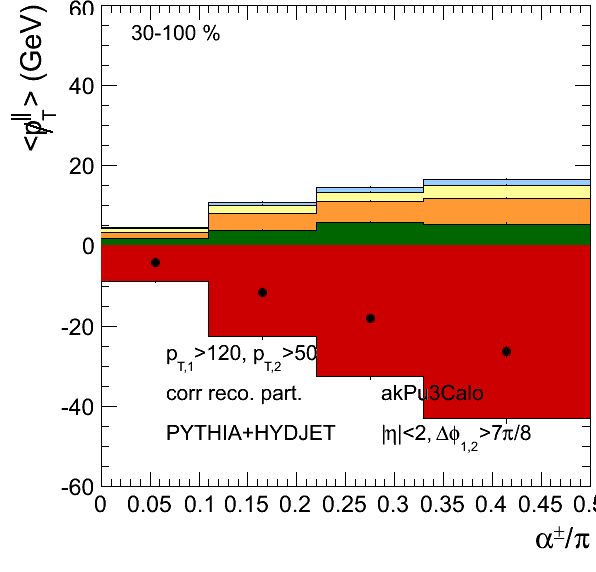 60
30-100 %
<p̸_T^∥> (GeV)
40
20
0
-20
p_T,1>120, p_T,2>50
corr reco. part. akPu3Calo
-40
PYTHIA+HYDJET |η|<2, Δϕ_1,2>7π/8
-60
0 0.05 0.1 0.15 0.2 0.25 0.3 0.35 0.4 0.45 0.5
α^±/π